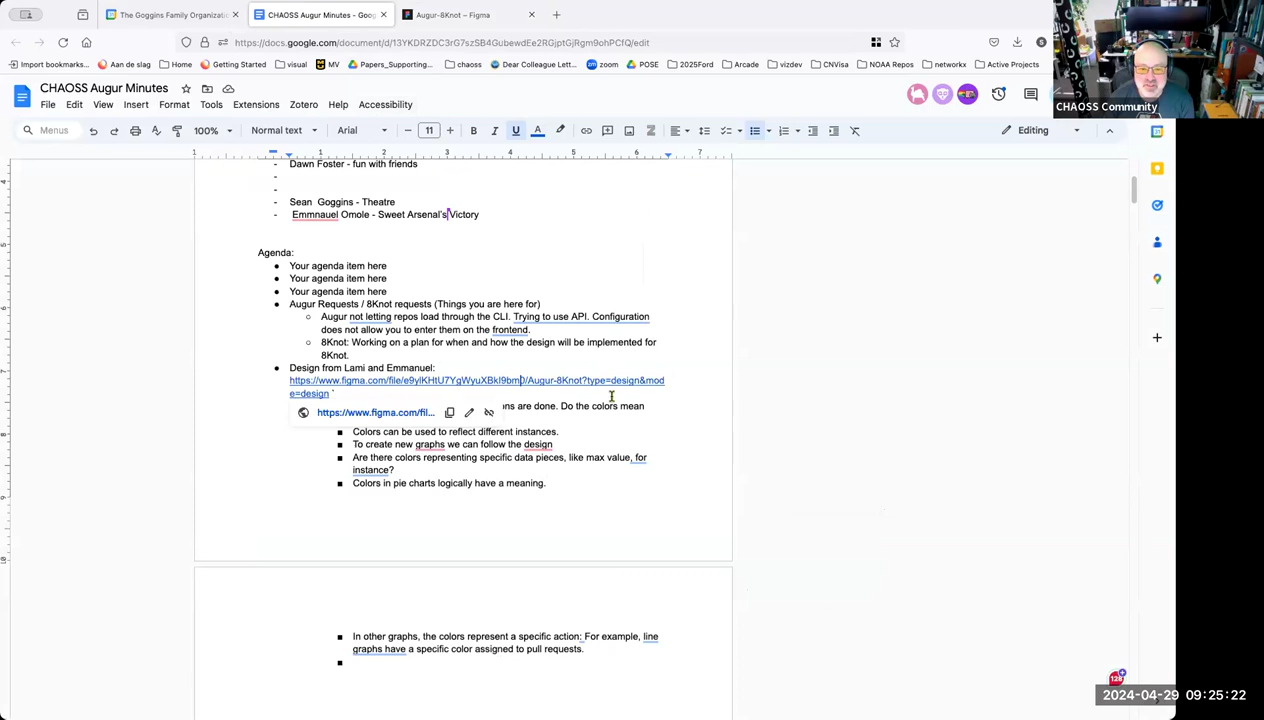 The Goggins Family Organizati
CHAOSS Augur Minutes - Goog
Augur-8Knot – Figma
https://docs.google.com/document/d/13YKDRZDC3rG7szSB4GubewdEe2RGjptGjRgm9ohPCfQ/edit
Import bookmarks... Aan de slag Home Getting Started visual MV Papers_Supporting... chaoss Dear Colleague Lett... zoom POSE 2025Ford Arcade vizdev CNVisa NOAA Repos networkx Active Projects
CHAOSS Community
CHAOSS Augur Minutes
File Edit View Insert Format Tools Extensions Zotero Help Accessibility
Menus 100% Normal text Arial 11 Editing
- Dawn Foster - fun with friends
-
-
- Sean Goggins - Theatre
- Emmnauel Omole - Sweet Arsenal's Victory
Agenda:
● Your agenda item here
● Your agenda item here
● Your agenda item here
● Augur Requests / 8Knot requests (Things you are here for)
○ Augur not letting repos load through the CLI. Trying to use API. Configuration
does not allow you to enter them on the frontend.
○ 8Knot: Working on a plan for when and how the design will be implemented for
8Knot.
● Design from Lami and Emmanuel:
https://www.figma.com/file/e9ylKHtU7YgWyuXBkI9bm0/Augur-8Knot?type=design&mod
e=design `
ons are done. Do the colors mean
https://www.figma.com/fil...
■ Colors can be used to reflect different instances.
■ To create new graphs we can follow the design
■ Are there colors representing specific data pieces, like max value, for
instance?
■ Colors in pie charts logically have a meaning.
■ In other graphs, the colors represent a specific action: For example, line
graphs have a specific color assigned to pull requests.
■
128
2024-04-29 09:25:22